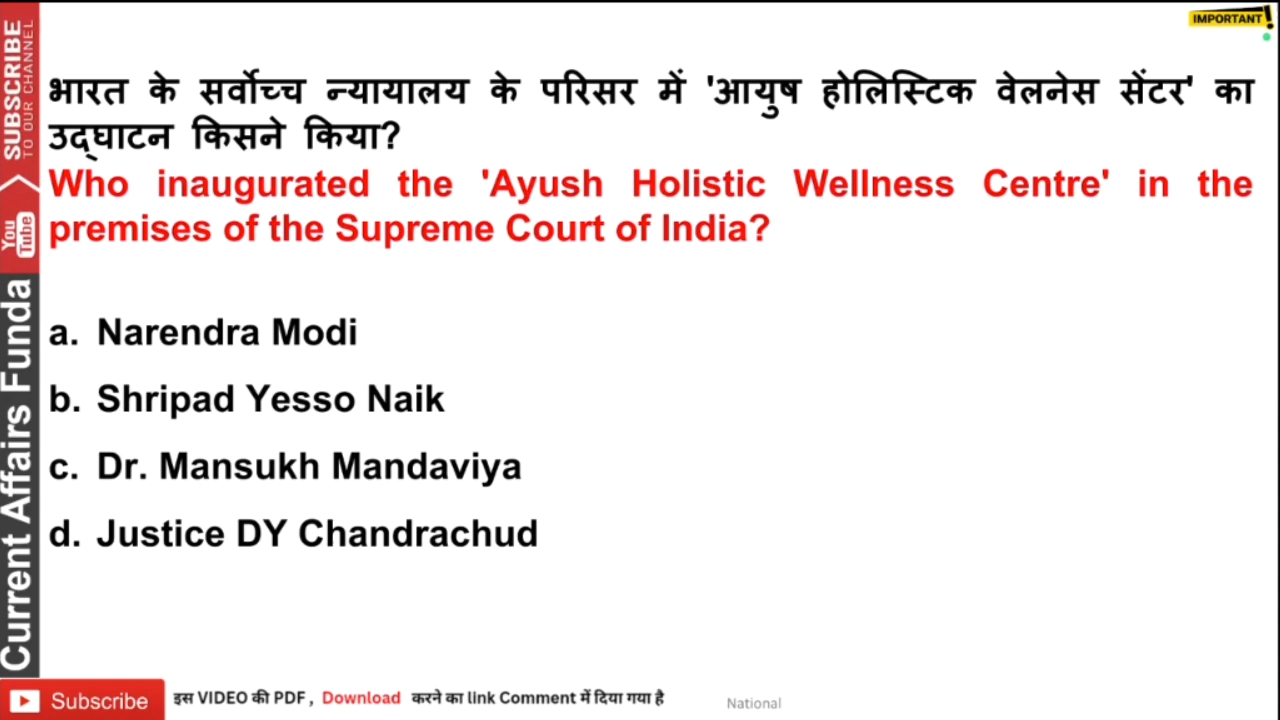 IMPORTANT!
भारत के सर्वोच्च न्यायालय के परिसर में 'आयुष होलिस्टिक वेलनेस सेंटर' का
उद्घाटन किसने किया?
Who inaugurated the 'Ayush Holistic Wellness Centre' in the
premises of the Supreme Court of India?
a. Narendra Modi
b. Shripad Yesso Naik
c. Dr. Mansukh Mandaviya
d. Justice DY Chandrachud
SUBSCRIBE
TO OUR CHANNEL
You
Tube
Current Affairs Funda
Subscribe
इस VIDEO की PDF , Download करने का link Comment में दिया गया है
National